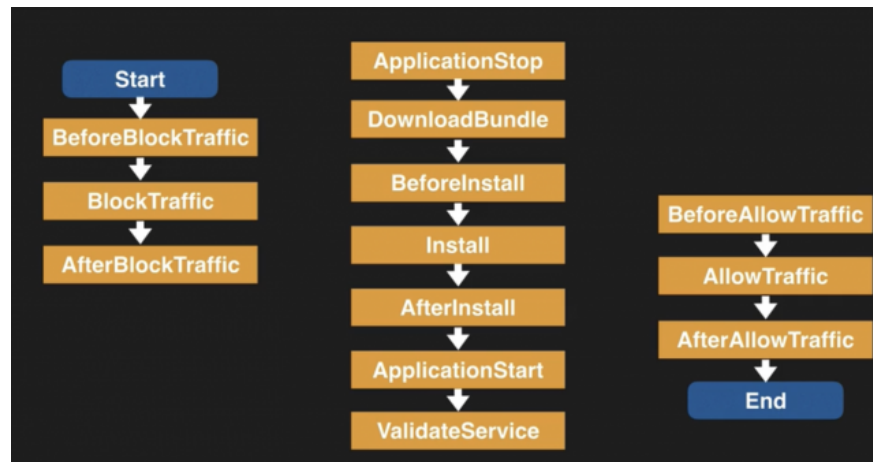 Start
BeforeBlockTraffic
BlockTraffic
AfterBlockTraffic
ApplicationStop
DownloadBundle
BeforeInstall
Install
AfterInstall
ApplicationStart
ValidateService
BeforeAllowTraffic
AllowTraffic
AfterAllowTraffic
End